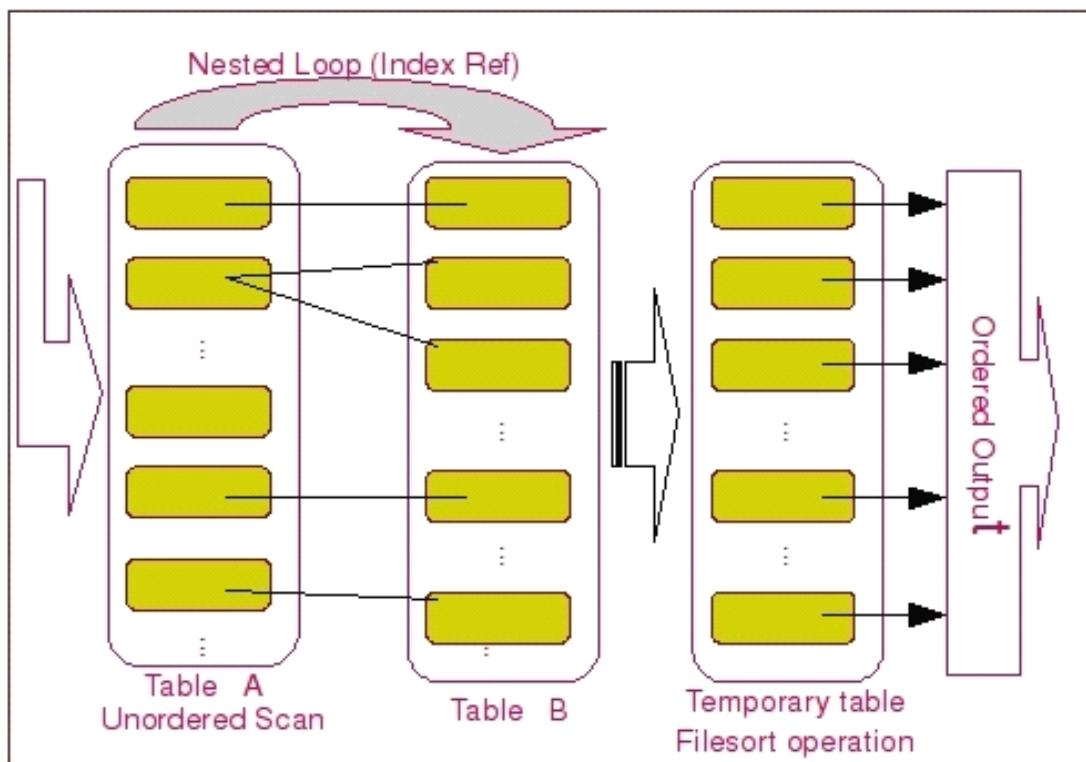 Nested Loop (Index Ref)
Table A
Unordered Scan
Table B
Temporary table
Filesort operation
Ordered Output